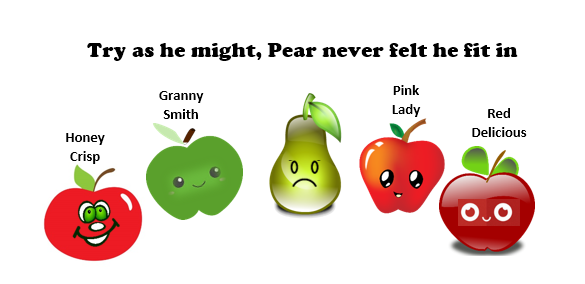 Try as he might, Pear never felt he fit in
Honey
Crisp
Granny
Smith
Pink
Lady
Red
Delicious